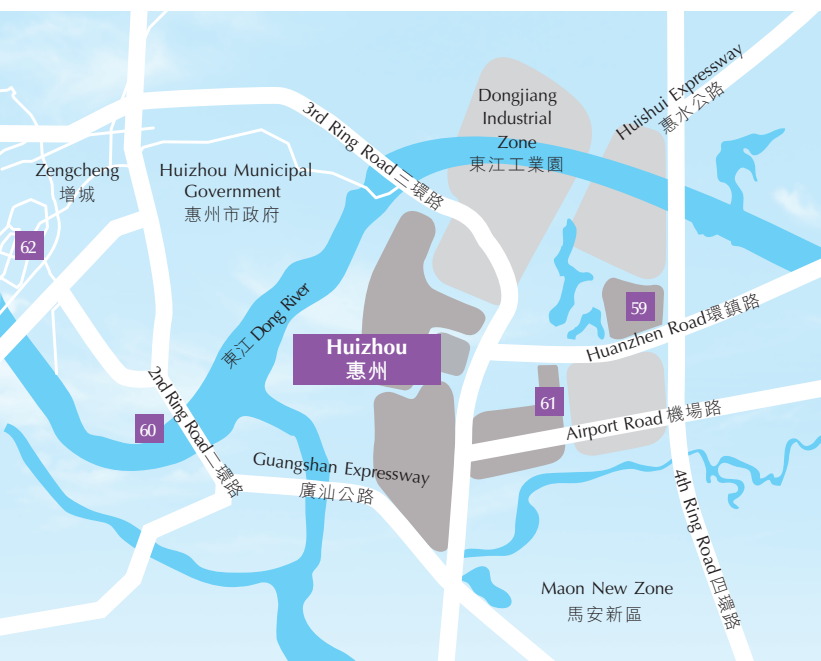 Dongjiang
Industrial
Zone
東江工業園
Huishui Expressway
惠水公路
3rd Ring Road 三環路
Zengcheng
增城
Huizhou Municipal
Government
惠州市政府
62
59
東江 Dong River
Huanzhen Road 環鎮路
Huizhou
惠州
61
60
2nd Ring Road 二環路
Airport Road 機場路
Guangshan Expressway
廣汕公路
4th Ring Road 四環路
Maon New Zone
馬安新區